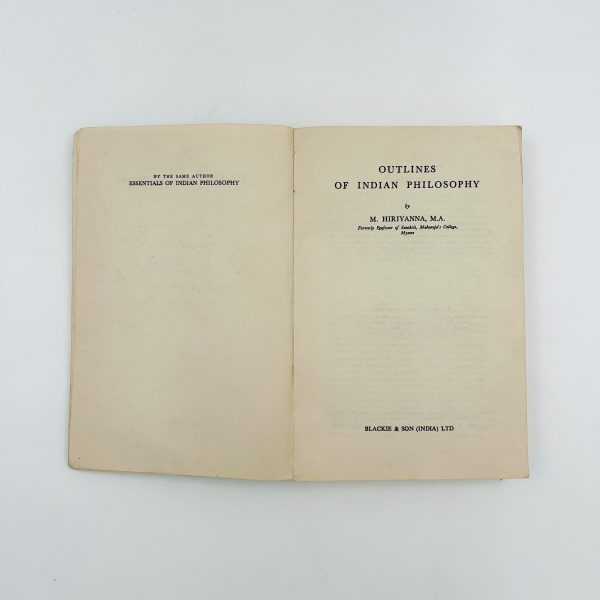 BY THE SAME AUTHOR
ESSENTIALS OF INDIAN PHILOSOPHY
OUTLINES
OF INDIAN PHILOSOPHY
by
M. HIRIYANNA, M.A.
Formerly Professor of Sanskrit, Maharaja's College,
Mysore
BLACKIE & SON (INDIA) LTD